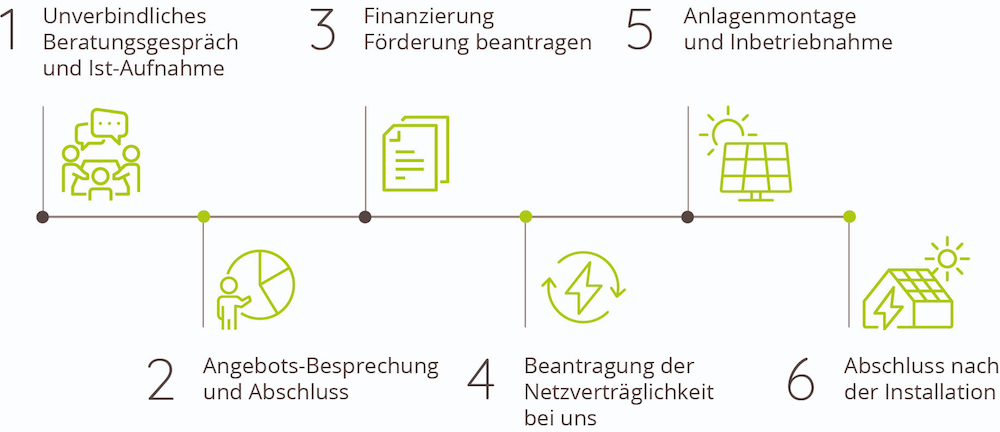 1
Unverbindliches
Beratungsgespräch
und Ist-Aufnahme
2
Angebots-Besprechung
und Abschluss
3
Finanzierung
Förderung beantragen
4
Beantragung der
Netzverträglichkeit
bei uns
5
Anlagenmontage
und Inbetriebnahme
6
Abschluss nach
der Installation